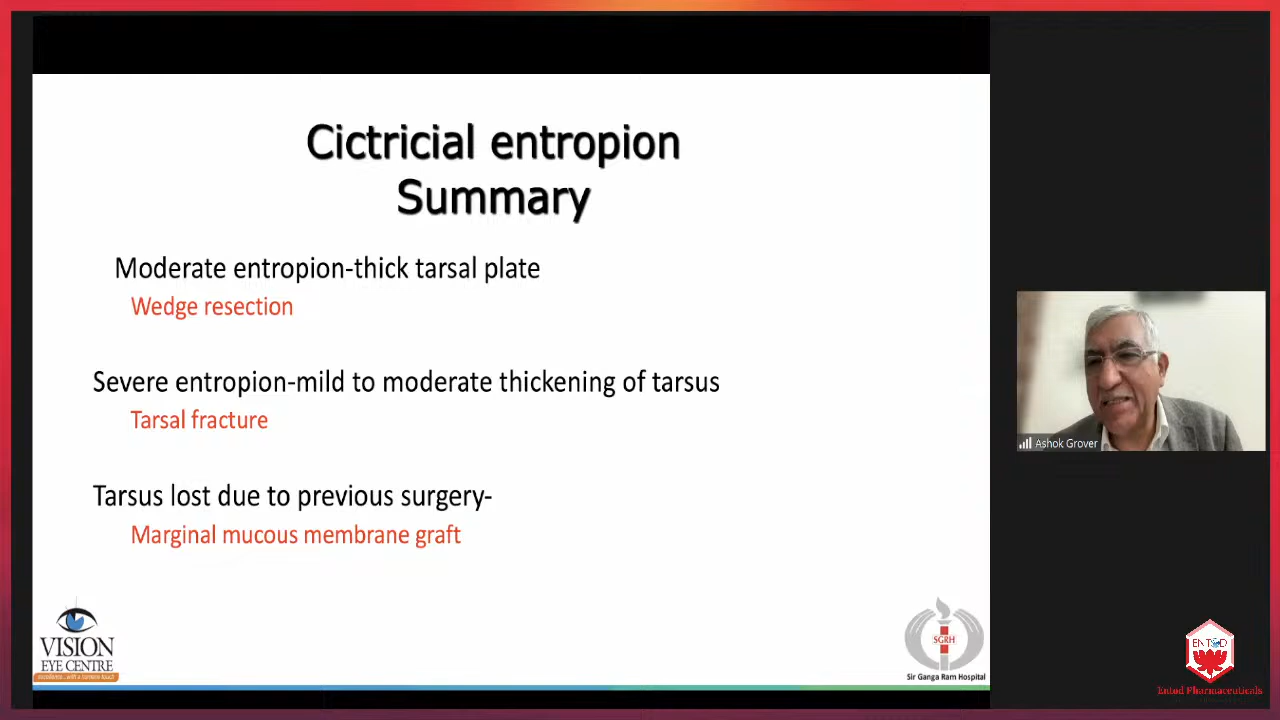 Cictricial entropion
Summary
Moderate entropion-thick tarsal plate
Wedge resection
Severe entropion-mild to moderate thickening of tarsus
Tarsal fracture
Tarsus lost due to previous surgery-
Marginal mucous membrane graft
VISION
EYE CENTRE
SGRH
Sir Ganga Ram Hospital
Ashok Grover
ENTOD
Entod Pharmaceuticals